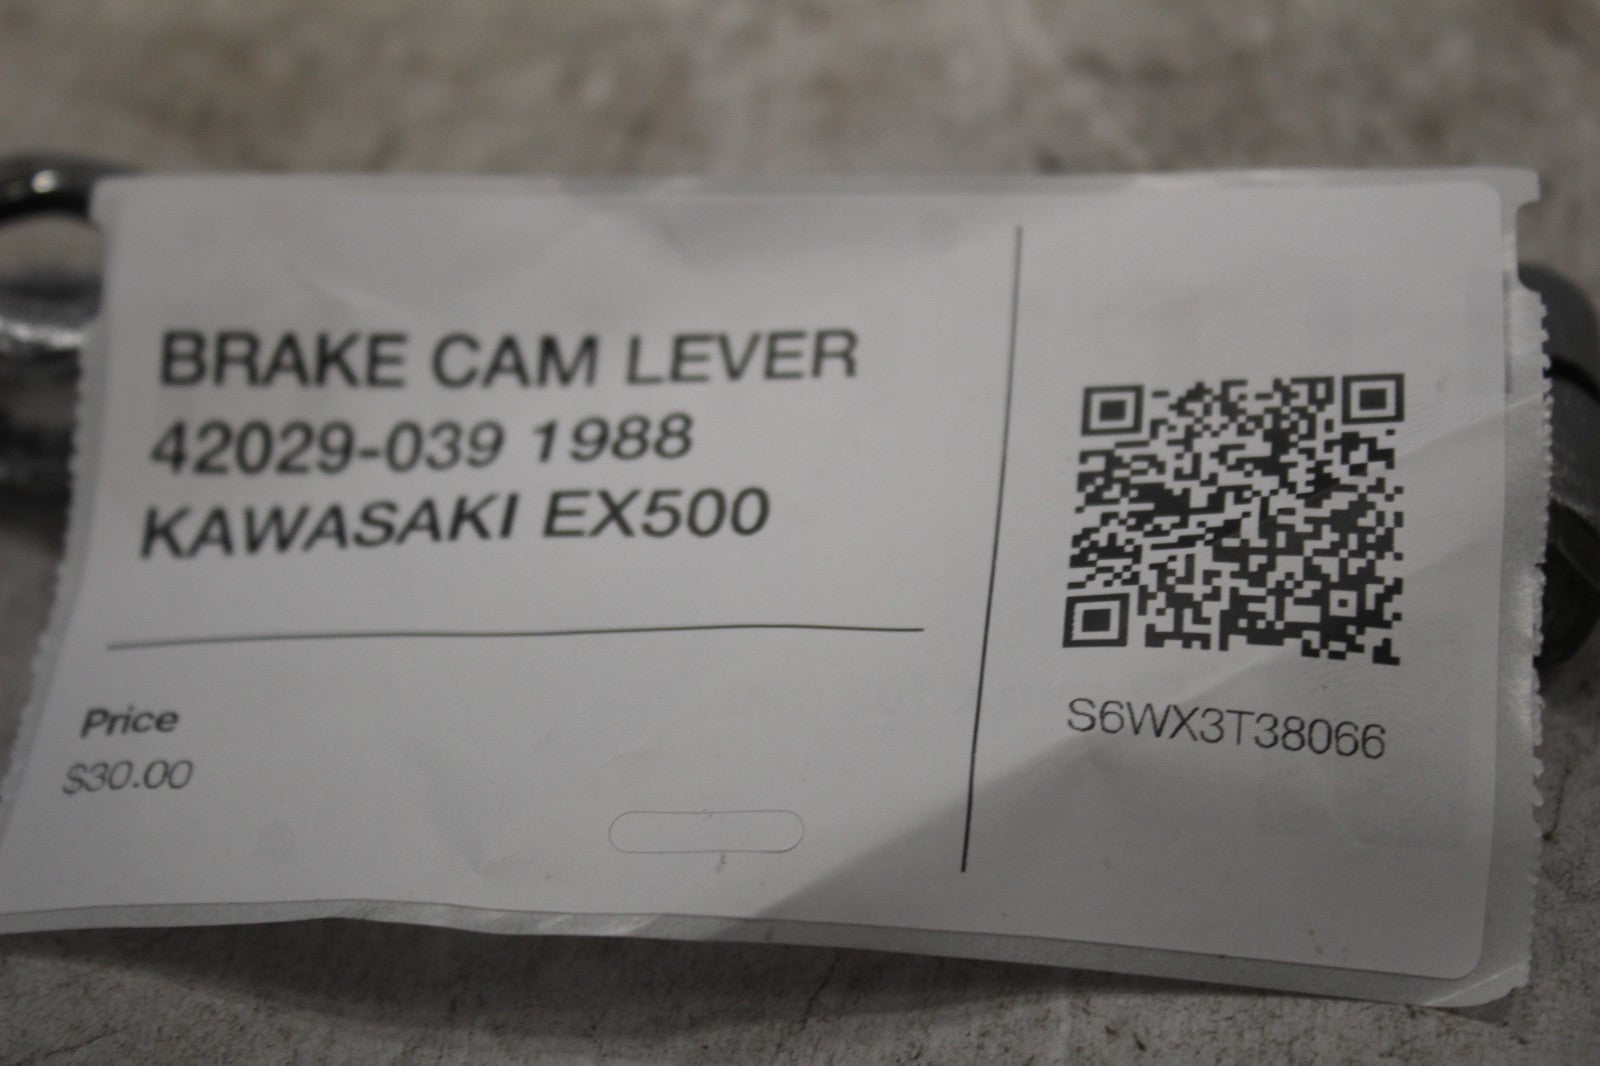 BRAKE CAM LEVER
42029-039 1988
KAWASAKI EX500
Price
$30.00
S6WX3T38066